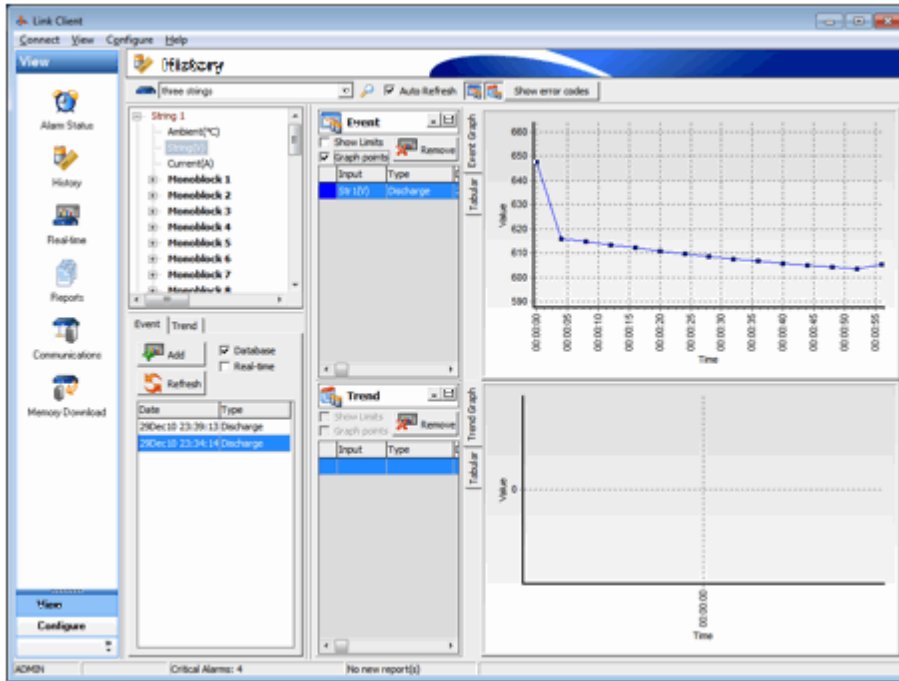 Link Client
Connect View Configure Help
View
History
three strings
Auto Refresh
Show error codes
Alarm Status
History
Real-time
Reports
Communications
Memory Download
View
Configure
String 1
Ambient(°C)
String(V)
Current(A)
Monoblock 1
Monoblock 2
Monoblock 3
Monoblock 4
Monoblock 5
Monoblock 6
Monoblock 7
Monoblock 8
Event Trend
Add
Database
Real-time
Refresh
Date Type
29Dec10 23:39:13 Discharge
29Dec10 23:34:14 Discharge
Event
Show Limits
Graph points
Remove
Input Type
Str 1(V) Discharge
Event Graph
Tabular
Value
660
650
640
630
620
610
600
590
00:00:00
00:00:05
00:00:10
00:00:15
00:00:20
00:00:25
00:00:30
00:00:35
00:00:40
00:00:45
00:00:50
00:00:55
Time
Trend
Show Limits
Graph points
Remove
Input Type
Trend Graph
Tabular
Value
0
00:00:00
Time
ADMIN
Critical Alarms: 4
No new report(s)